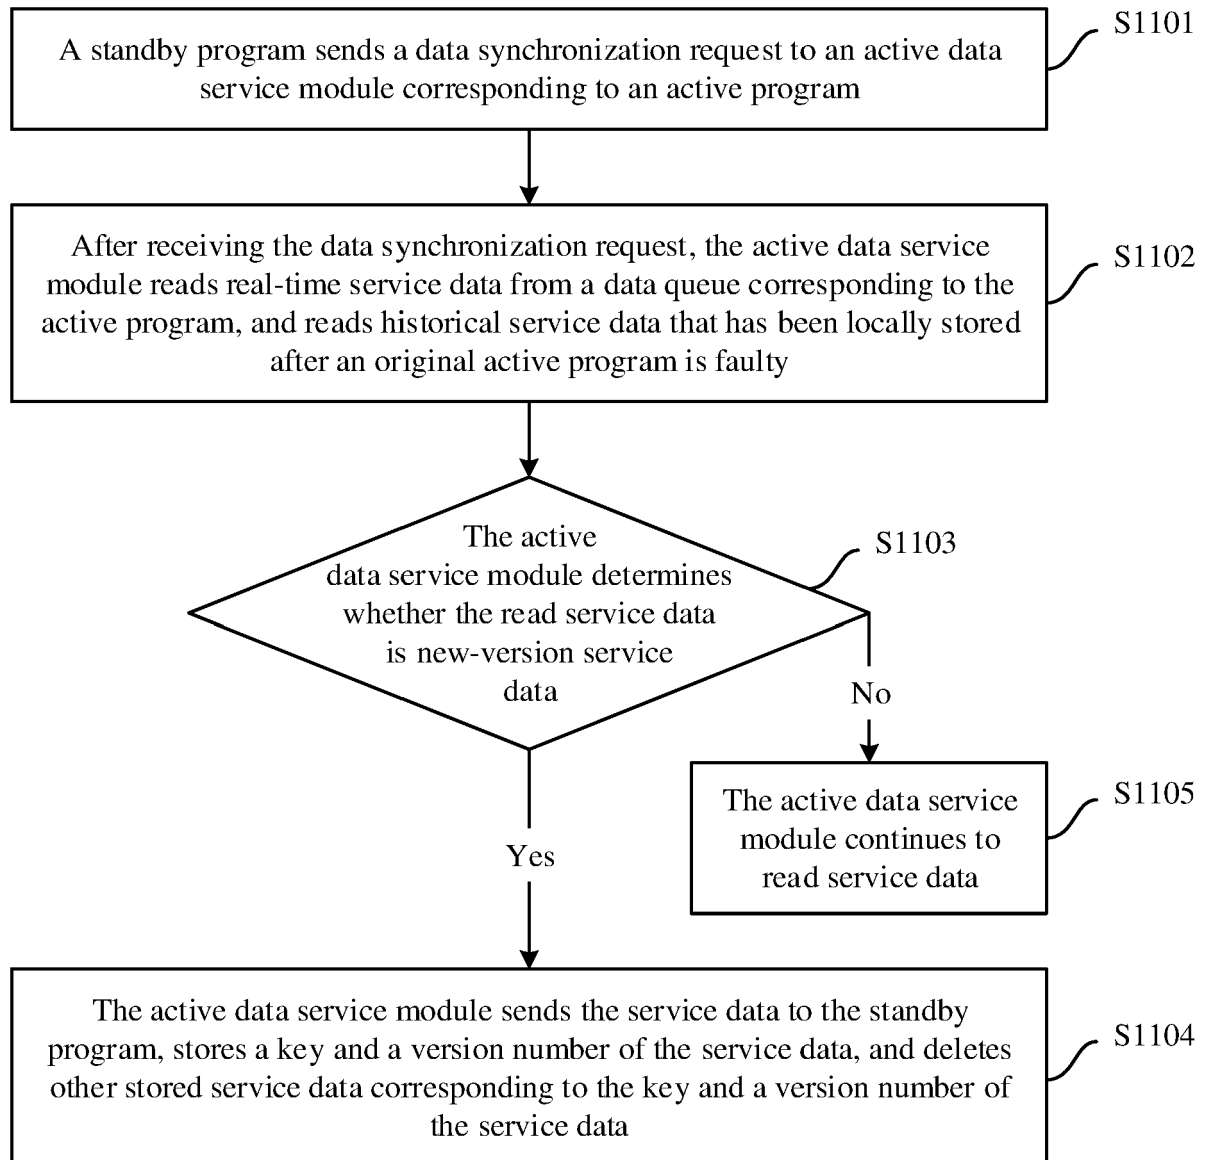 S1101
A standby program sends a data synchronization request to an active data
service module corresponding to an active program
S1102
After receiving the data synchronization request, the active data service
module reads real-time service data from a data queue corresponding to the
active program, and reads historical service data that has been locally stored
after an original active program is faulty
S1103
The active
data service module determines
whether the read service data
is new-version service
data
No
S1105
The active data service
module continues to
read service data
Yes
S1104
The active data service module sends the service data to the standby
program, stores a key and a version number of the service data, and deletes
other stored service data corresponding to the key and a version number of
the service data